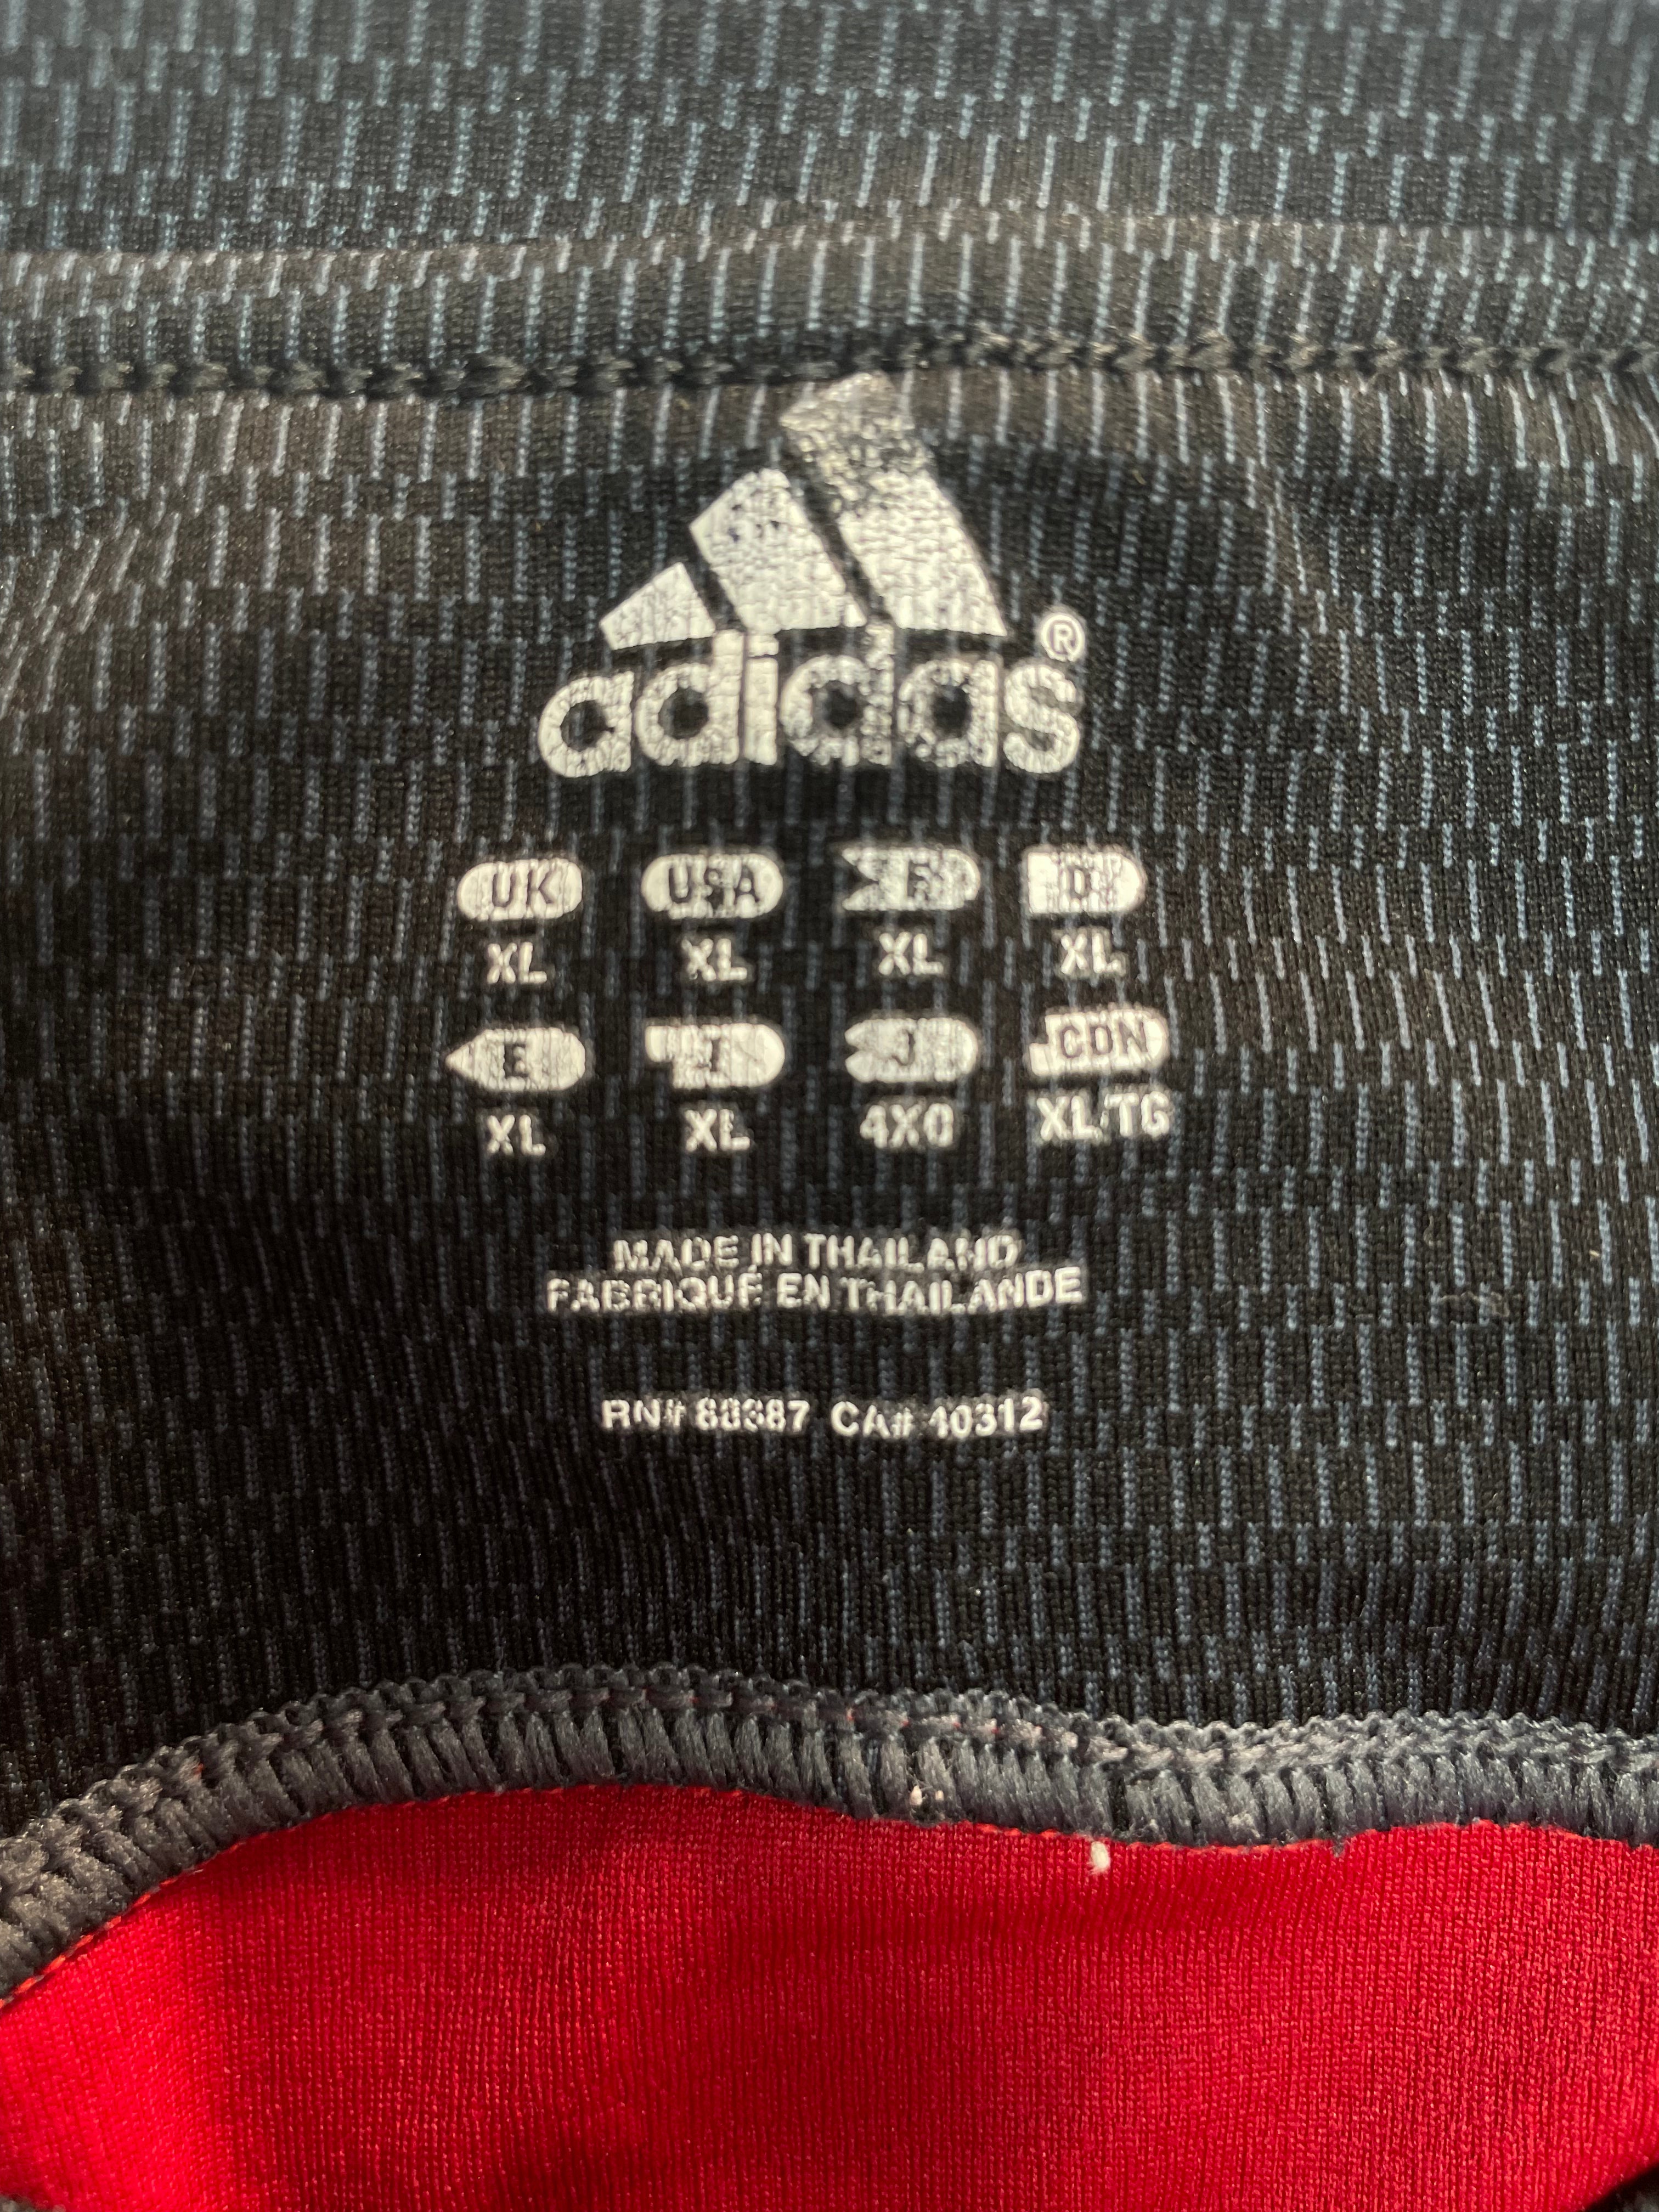 adidas®
UK USA F D
XL XL XL XL
E I J CDN
XL XL 4XO XL/TG
MADE IN THAILAND
FABRIQUE EN THAILANDE
RN# 88387 CA# 40312